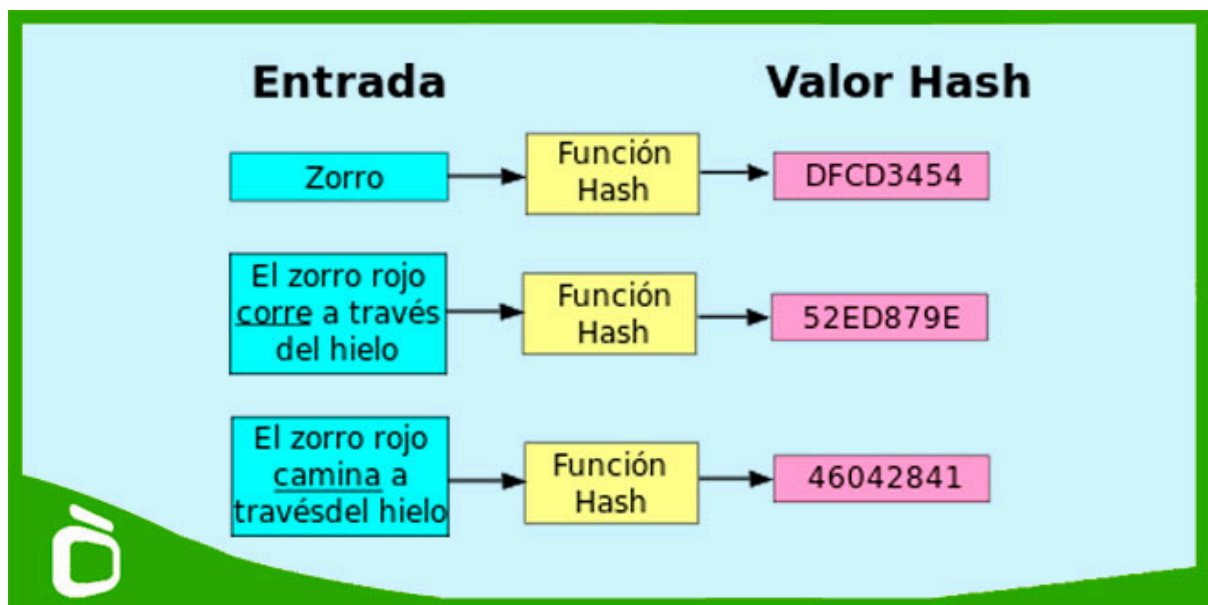 Entrada
Valor Hash
Zorro
Función
Hash
DFCD3454
El zorro rojo
corre a través
del hielo
Función
Hash
52ED879E
El zorro rojo
camina a
travésdel hielo
Función
Hash
46042841